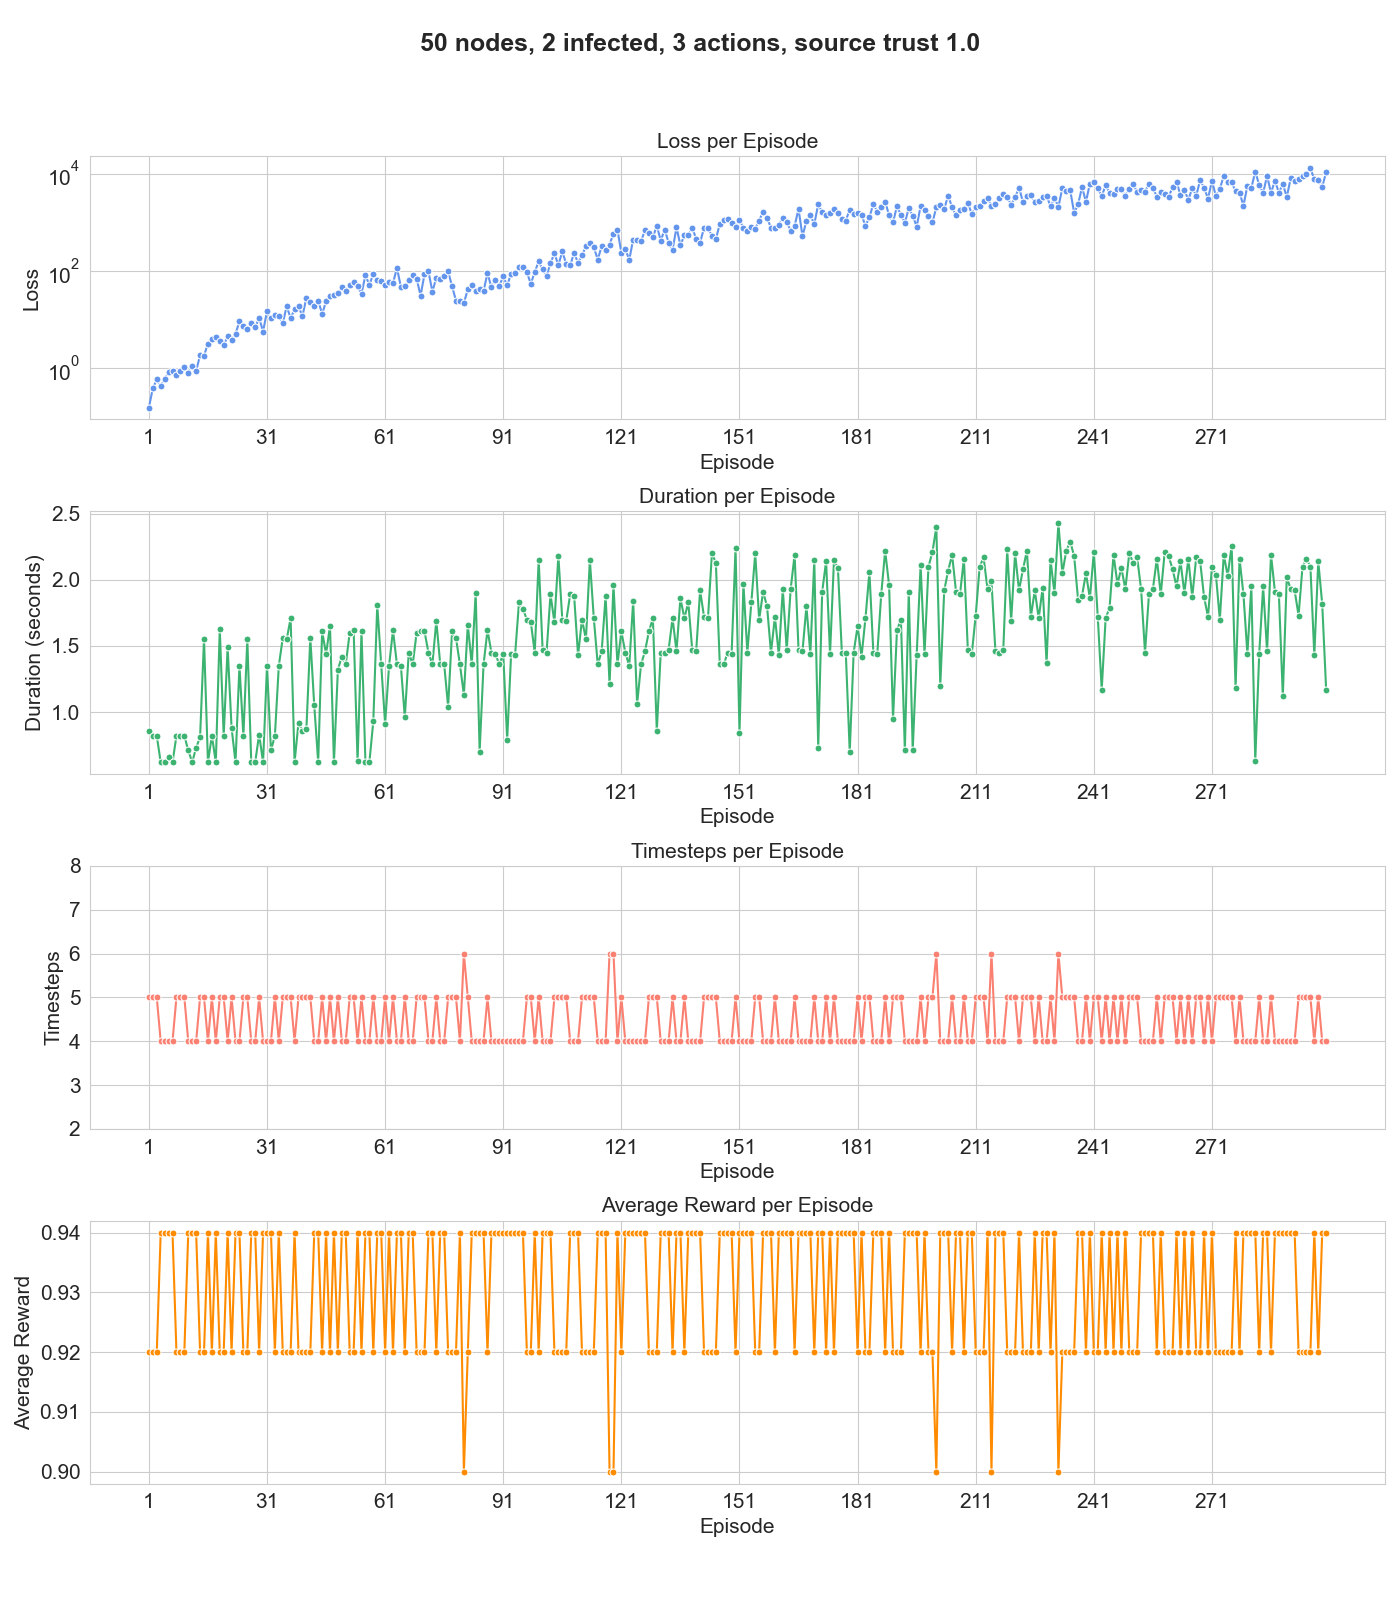 50 nodes, 2 infected, 3 actions, source trust 1.0
Loss per Episode
Loss
10^4
10^2
10^0
1 31 61 91 121 151 181 211 241 271
Episode
Duration per Episode
Duration (seconds)
2.5
2.0
1.5
1.0
1 31 61 91 121 151 181 211 241 271
Episode
Timesteps per Episode
Timesteps
8
7
6
5
4
3
2
1 31 61 91 121 151 181 211 241 271
Episode
Average Reward per Episode
Average Reward
0.94
0.93
0.92
0.91
0.90
1 31 61 91 121 151 181 211 241 271
Episode